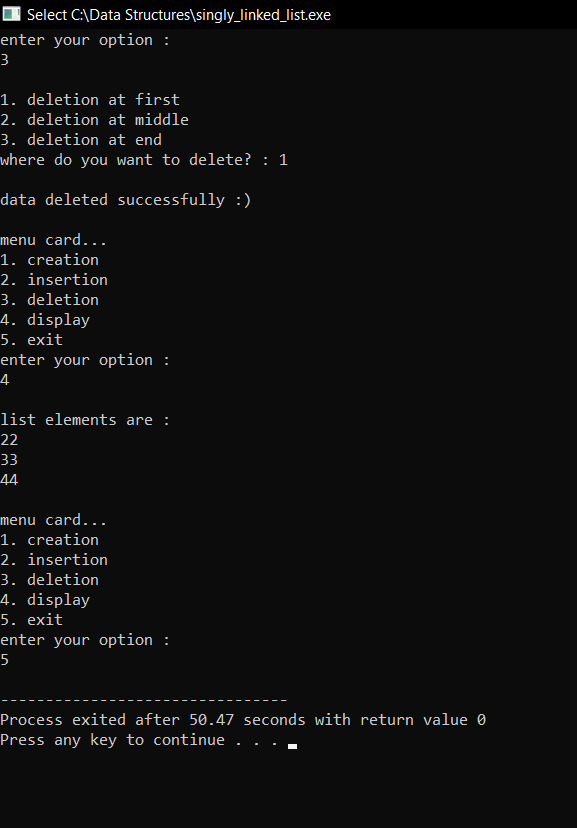 Select C:\Data Structures\singly_linked_list.exe
enter your option :
3
1. deletion at first
2. deletion at middle
3. deletion at end
where do you want to delete? : 1
data deleted successfully :)
menu card...
1. creation
2. insertion
3. deletion
4. display
5. exit
enter your option :
4
list elements are :
22
33
44
menu card...
1. creation
2. insertion
3. deletion
4. display
5. exit
enter your option :
5
--------------------------------
Process exited after 50.47 seconds with return value 0
Press any key to continue . . .